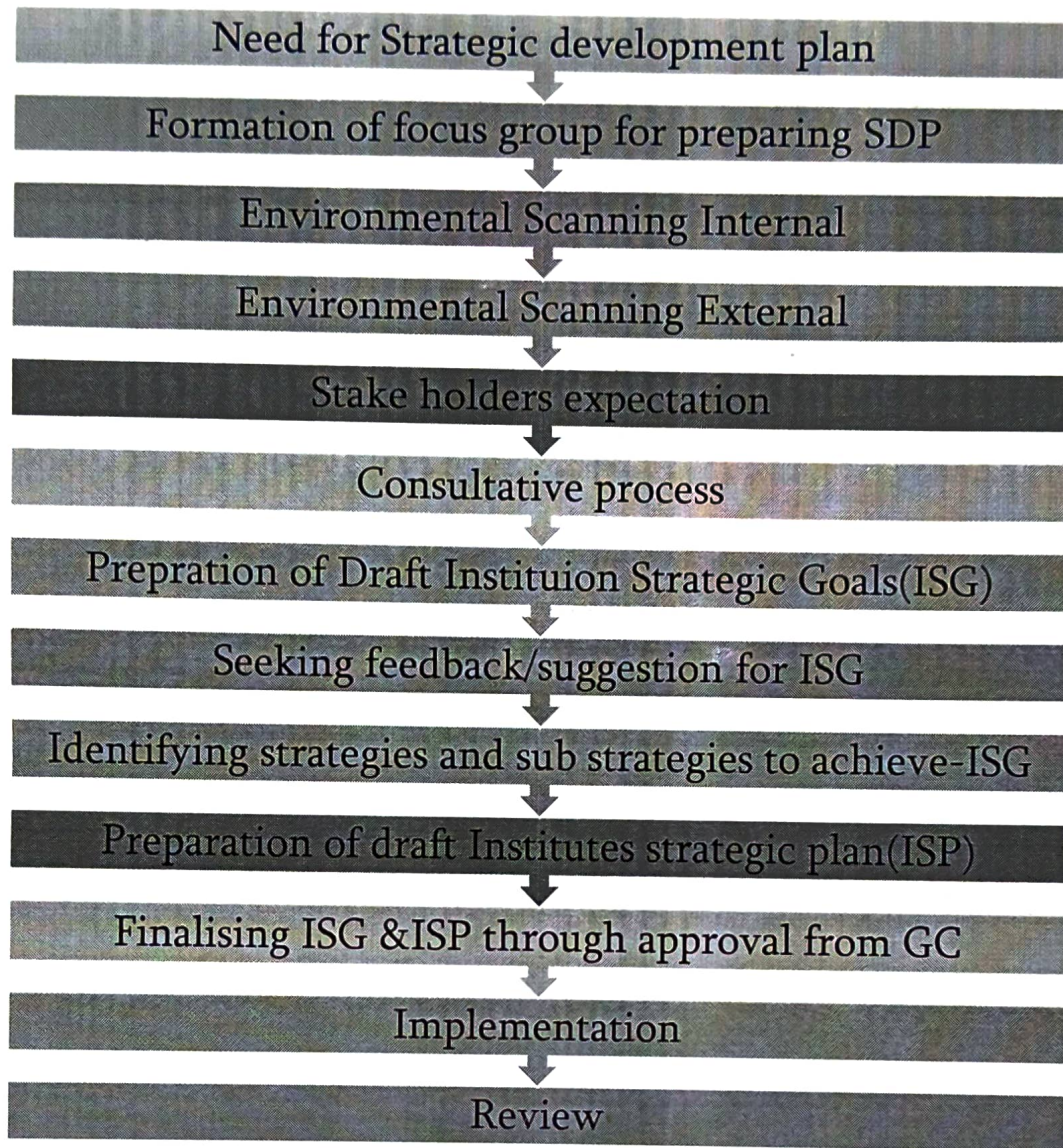 Need for Strategic development plan
Formation of focus group for preparing SDP
Environmental Scanning Internal
Environmental Scanning External
Stake holders expectation
Consultative process
Prepration of Draft Instituion Strategic Goals(ISG)
Seeking feedback/suggestion for ISG
Identifying strategies and sub strategies to achieve-ISG
Preparation of draft Institutes strategic plan(ISP)
Finalising ISG &ISP through approval from GC
Implementation
Review